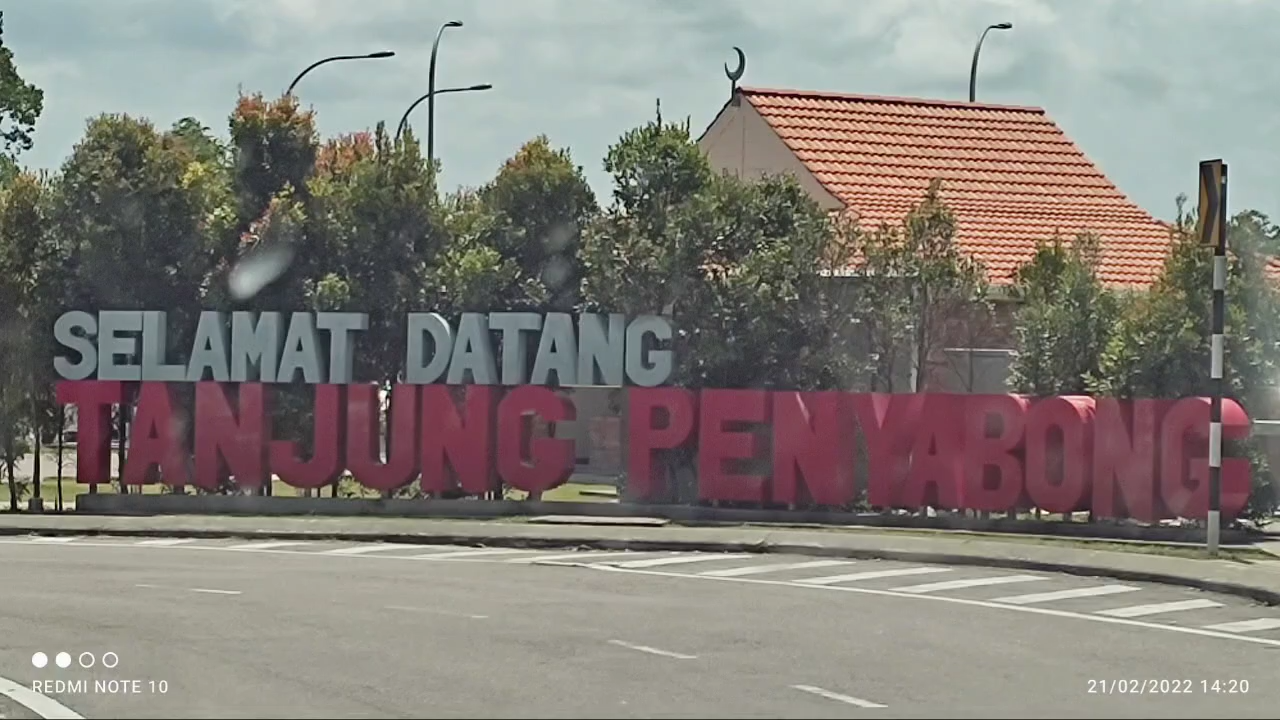 SELAMAT DATANG
TANJUNG PENYABONG
REDMI NOTE 10
21/02/2022 14:20